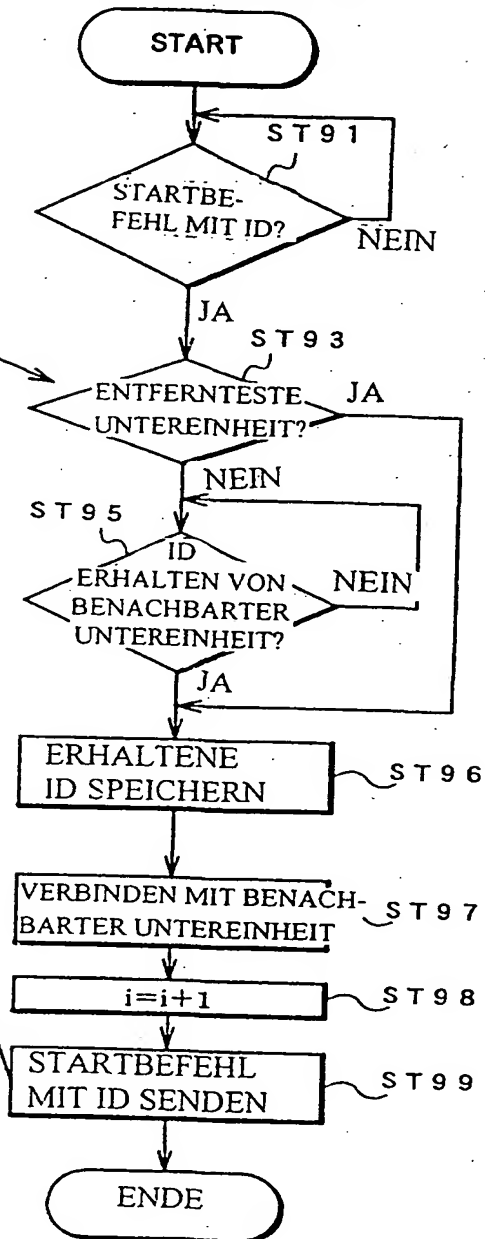 START
ST91
STARTBE-
FEHL MIT ID?
NEIN
JA
ST93
ENTFERNTESTE
UNTEREINHEIT?
JA
NEIN
ST95
ID
ERHALTEN VON
BENACHBARTER
UNTEREINHEIT?
NEIN
JA
ERHALTENE
ID SPEICHERN
ST96
VERBINDEN MIT BENACH-
BARTER UNTEREINHEIT
ST97
i=i+1
ST98
STARTBEFEHL
MIT ID SENDEN
ST99
ENDE